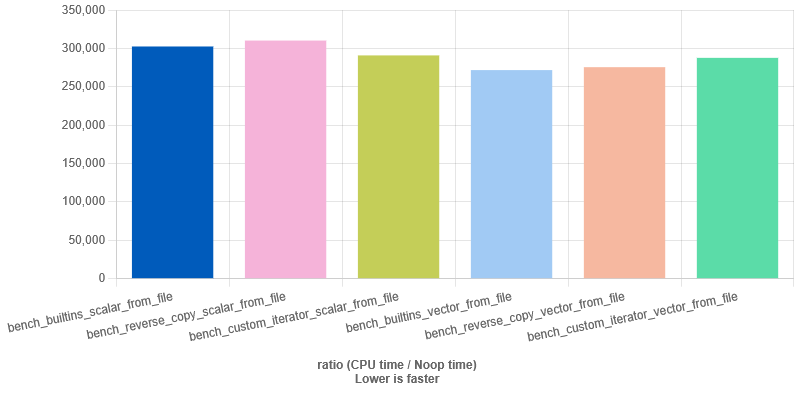 350,000
300,000
250,000
200,000
150,000
100,000
50,000
0
bench_builtins_scalar_from_file
bench_reverse_copy_scalar_from_file
bench_custom_iterator_scalar_from_file
bench_builtins_vector_from_file
bench_reverse_copy_vector_from_file
bench_custom_iterator_vector_from_file
ratio (CPU time / Noop time)
Lower is faster